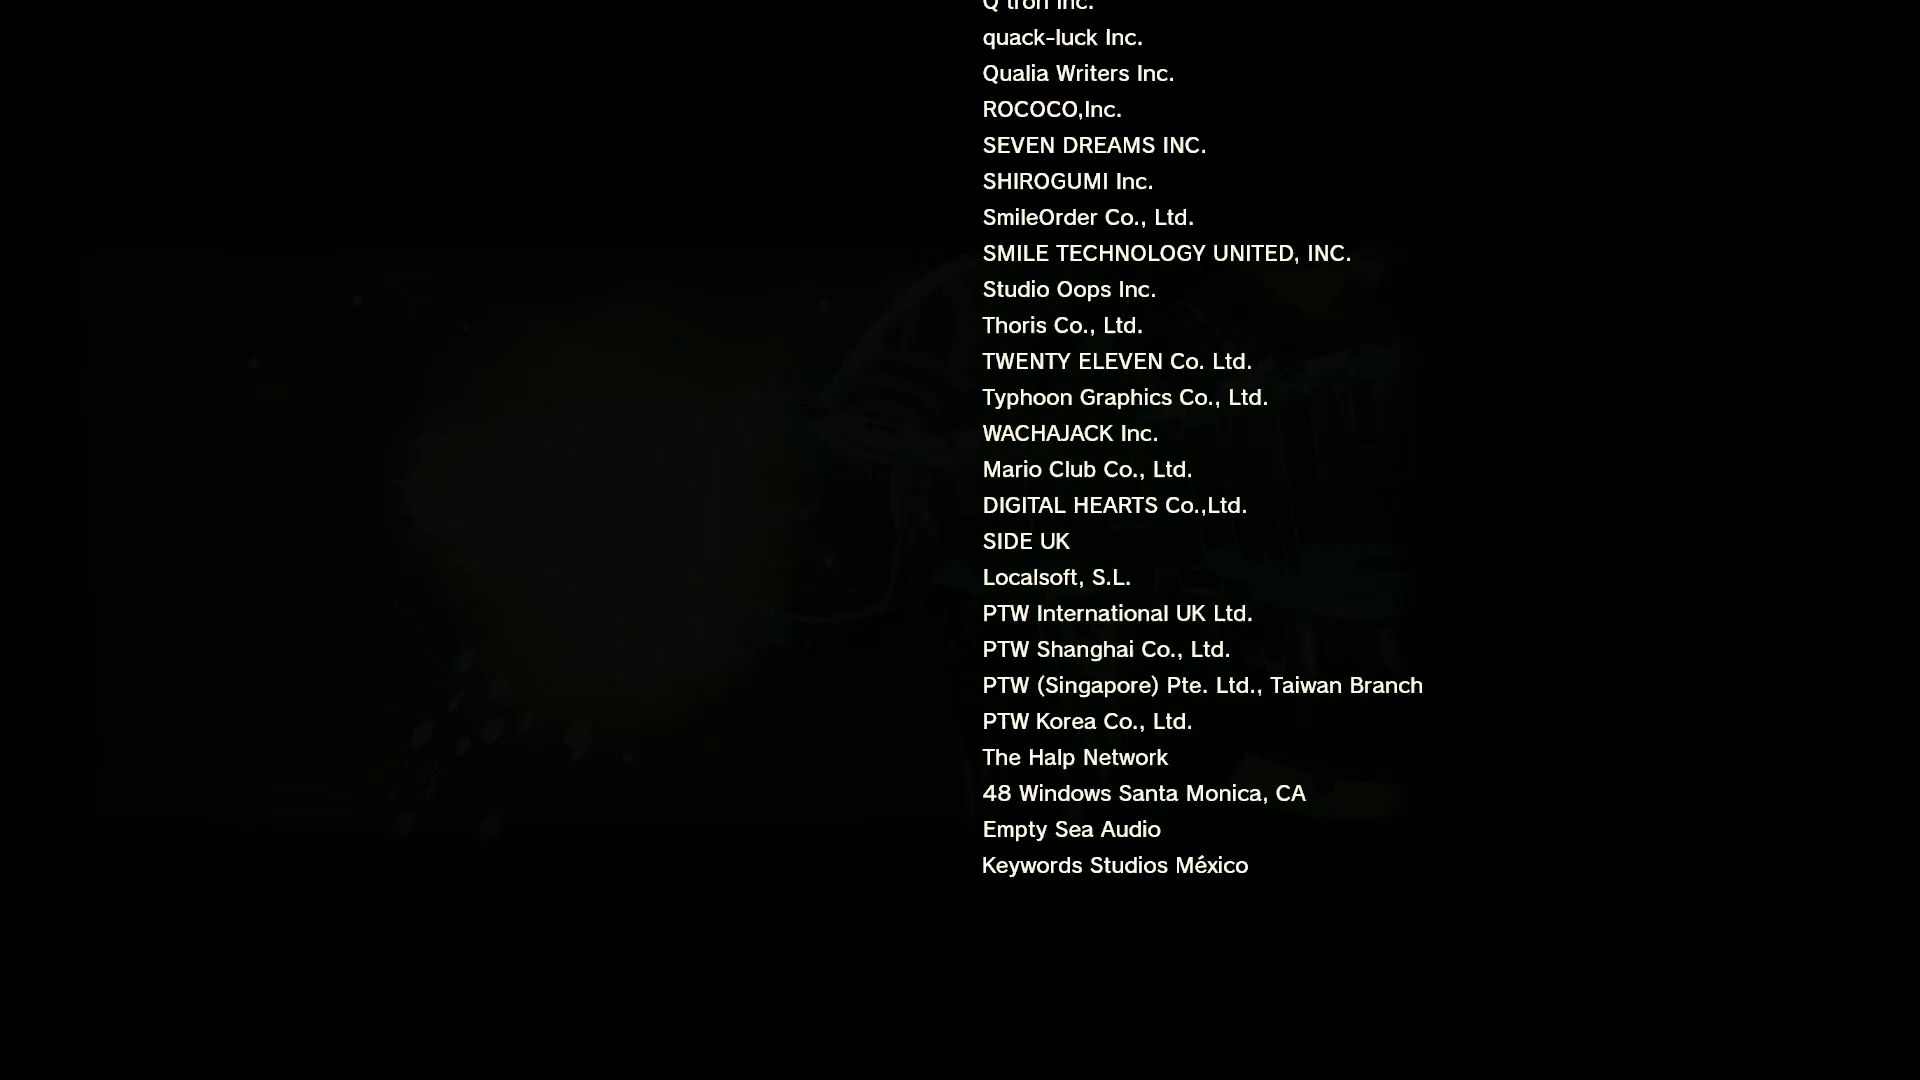 Q'tron Inc.
quack-luck Inc.
Qualia Writers Inc.
ROCOCO,Inc.
SEVEN DREAMS INC.
SHIROGUMI Inc.
SmileOrder Co., Ltd.
SMILE TECHNOLOGY UNITED, INC.
Studio Oops Inc.
Thoris Co., Ltd.
TWENTY ELEVEN Co. Ltd.
Typhoon Graphics Co., Ltd.
WACHAJACK Inc.
Mario Club Co., Ltd.
DIGITAL HEARTS Co.,Ltd.
SIDE UK
Localsoft, S.L.
PTW International UK Ltd.
PTW Shanghai Co., Ltd.
PTW (Singapore) Pte. Ltd., Taiwan Branch
PTW Korea Co., Ltd.
The Halp Network
48 Windows Santa Monica, CA
Empty Sea Audio
Keywords Studios México